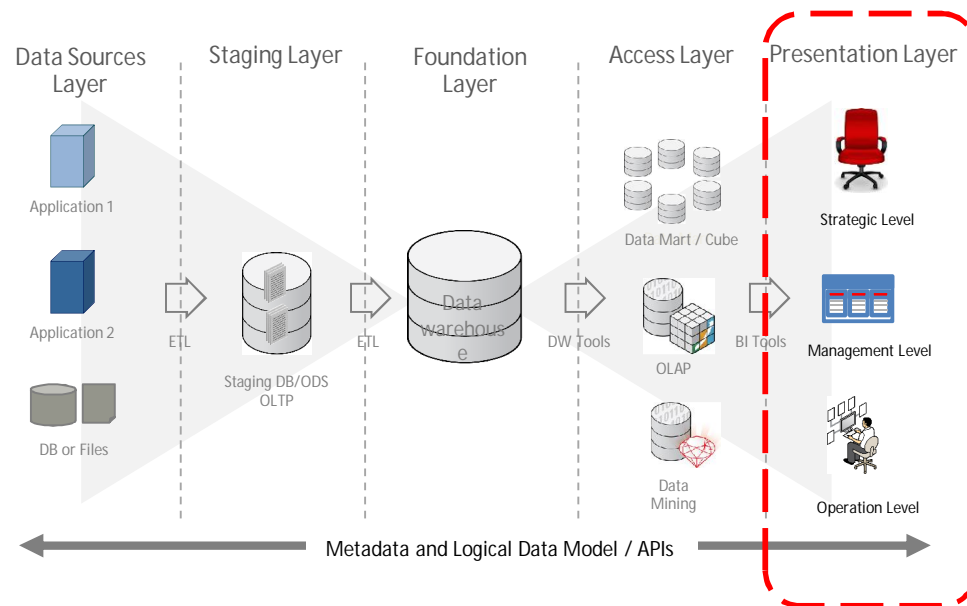 Data Sources
Layer
Staging Layer
Foundation
Layer
Access Layer
Presentation Layer
Application 1
Application 2
DB or Files
ETL
Staging DB/ODS
OLTP
ETL
Data
warehous
e
DW Tools
Data Mart / Cube
OLAP
Data
Mining
BI Tools
Strategic Level
Management Level
Operation Level
Metadata and Logical Data Model / APIs